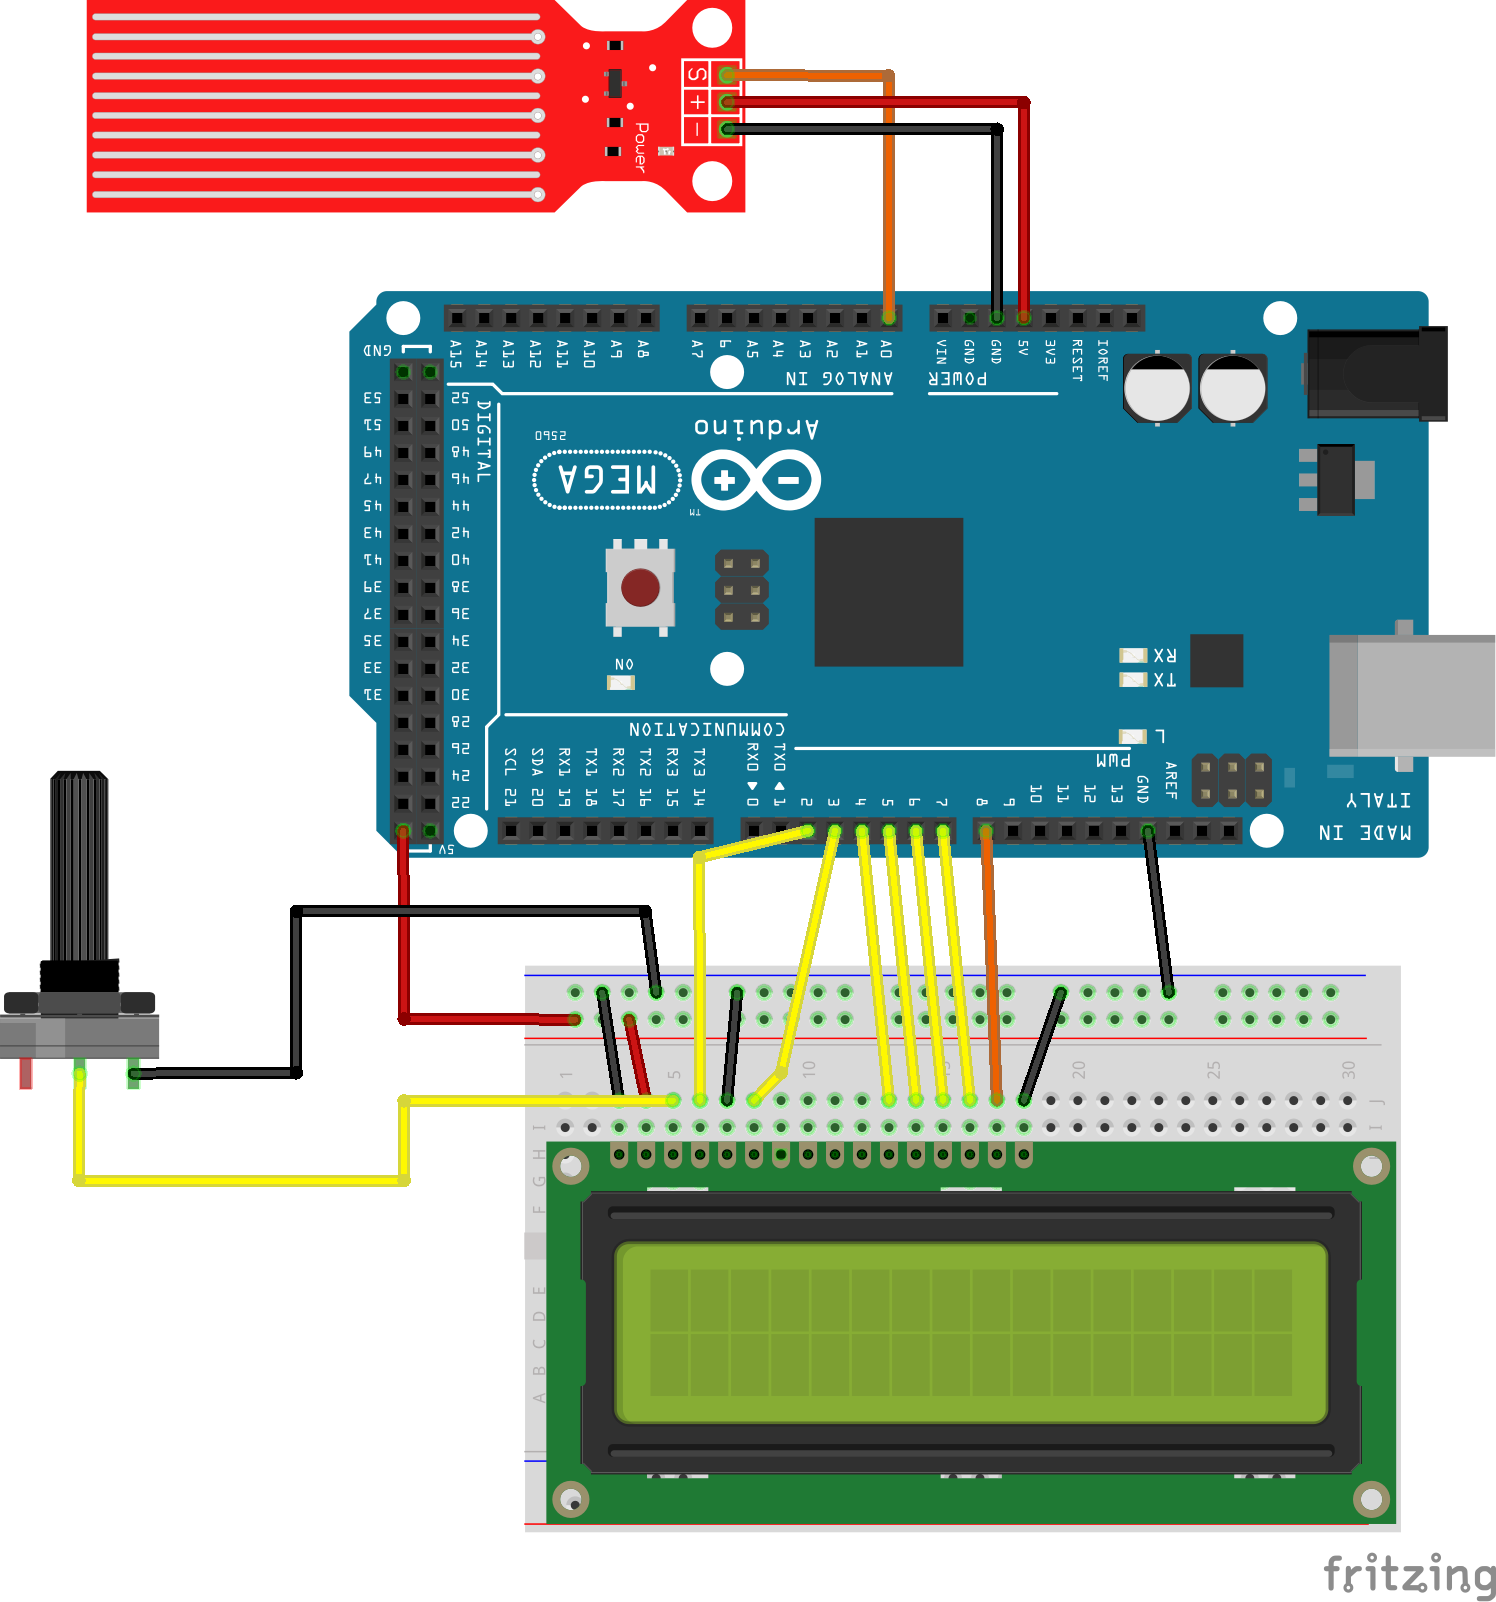 S
+
−
Power
A15 A14 A13 A12 A11 A10 A9 A8
A7 6 A5 A4 A3 A2 A1 A0
VIN GND GND 5V 3V3 RESET IOREF
ANALOG IN
POWER
GND
53 52
51 50
49 48
47 46
45 44
43 42
41 40
39 38
37 36
35 34
33 32
31 30
28
26
24
22
5V
DIGITAL
2560
Arduino
MEGA
TM
ON
RX
TX
L
COMMUNICATION
PWM
SCL 21
SDA 20
RX1 19
TX1 18
RX2 17
TX2 16
RX3 15
TX3 14
RX0 ◀ 0
TX0 ▶ 1
2
3
4
5
6
7
8
9
10
11
12
13
GND
AREF
MADE IN
ITALY
1 5 10 15 20 25 30
J
I I
H
G
F
E
D
C
B
A
fritzing